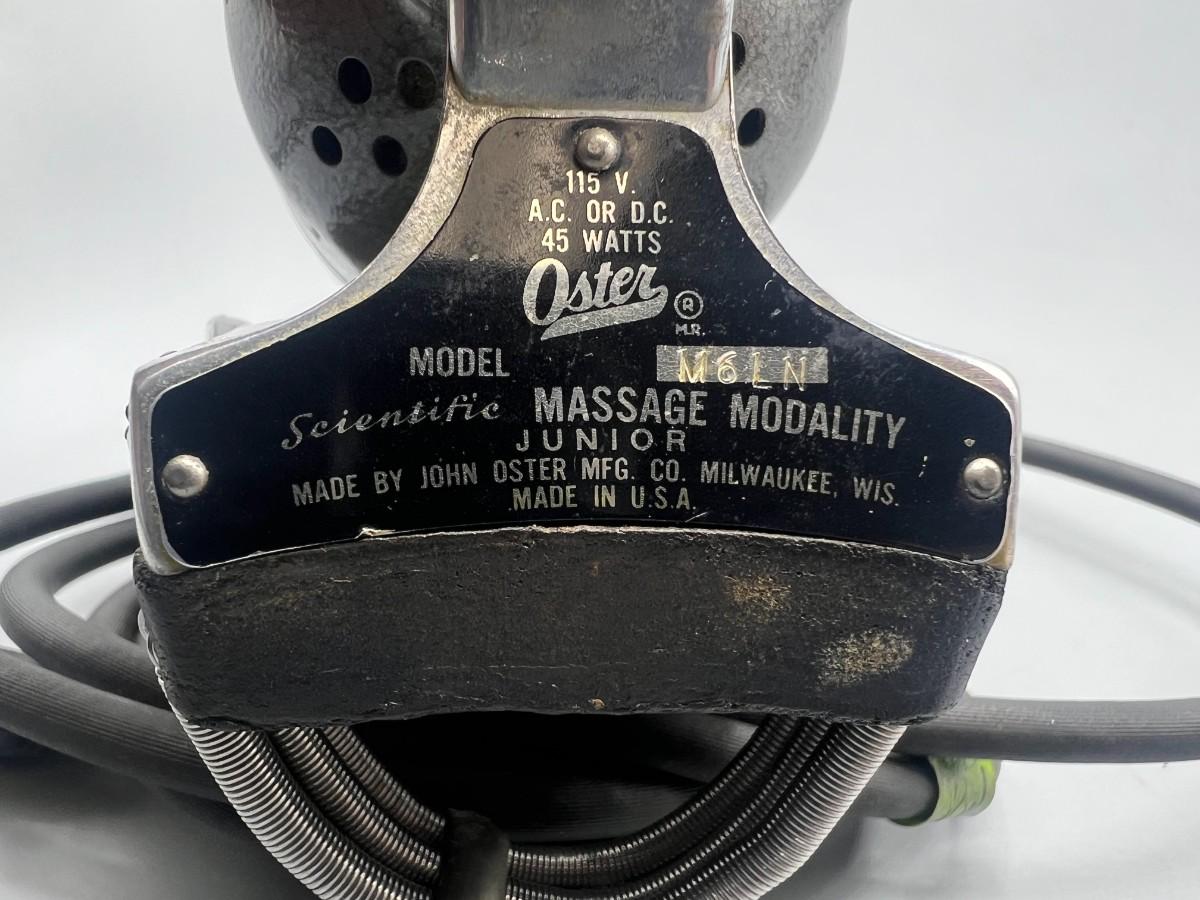 115 V.
A.C. OR D.C.
45 WATTS
Oster ®
M.R.
MODEL M6LN
Scientific MASSAGE MODALITY
JUNIOR
MADE BY JOHN OSTER MFG. CO. MILWAUKEE, WIS.
MADE IN U.S.A.